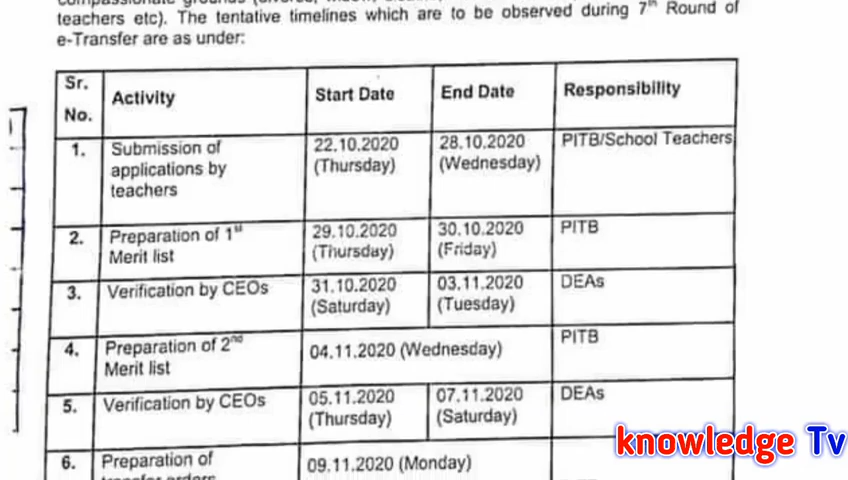 teachers etc). The tentative timelines which are to be observed during 7th Round of
e-Transfer are as under:
Sr. No. Activity Start Date End Date Responsibility
1. Submission of applications by teachers 22.10.2020 (Thursday) 28.10.2020 (Wednesday) PITB/School Teachers
2. Preparation of 1st Merit list 29.10.2020 (Thursday) 30.10.2020 (Friday) PITB
3. Verification by CEOs 31.10.2020 (Saturday) 03.11.2020 (Tuesday) DEAs
4. Preparation of 2nd Merit list 04.11.2020 (Wednesday) PITB
5. Verification by CEOs 05.11.2020 (Thursday) 07.11.2020 (Saturday) DEAs
6. Preparation of 09.11.2020 (Monday)
knowledge Tv